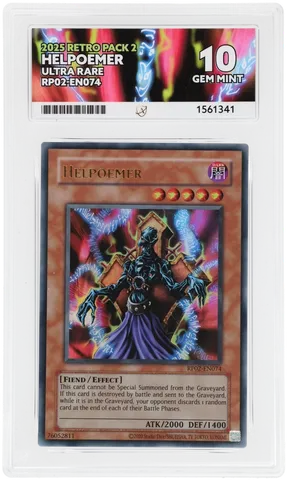 2025 RETRO PACK 2
HELPOEMER
ULTRA RARE
RP02-EN074
10
GEM MINT
1561341
HELPOEMER
闇
RP02-EN074
[FIEND/EFFECT]
This card cannot be Special Summoned from the Graveyard.
If this card is destroyed by battle and sent to the Graveyard,
while it is in the Graveyard, your opponent discards 1 random
card at the end of each of their Battle Phases.
ATK/2000 DEF/1400
76052811